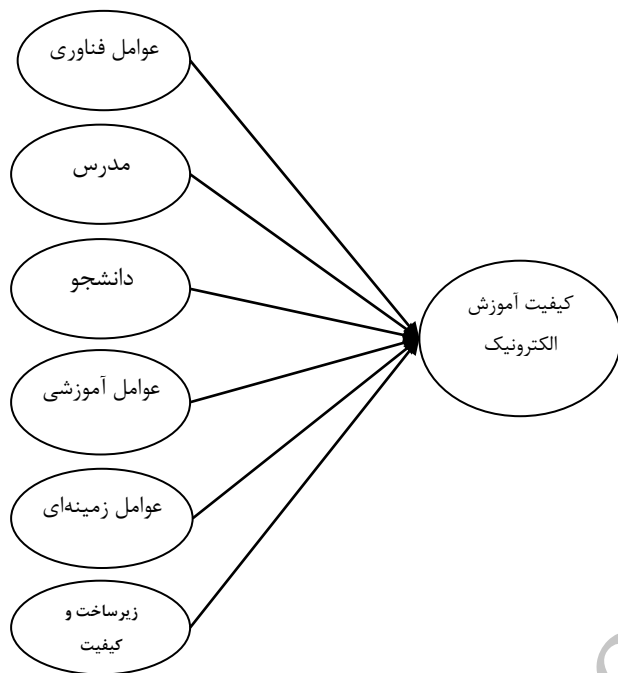 عوامل فناوری
مدرس
دانشجو
عوامل آموزشی
عوامل زمینه‌ای
زیرساخت و
کیفیت
کیفیت آموزش
الکترونیک